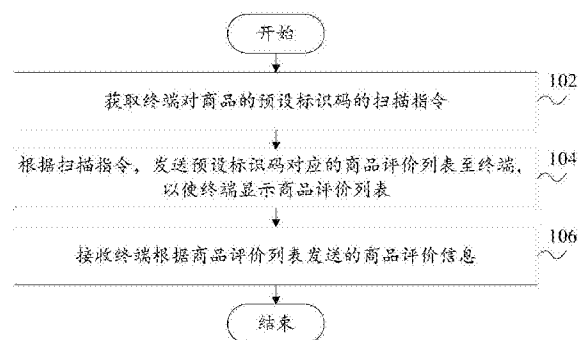 开始
102
获取终端对商品的预设标识码的扫描指令
104
根据扫描指令，发送预设标识码对应的商品评价列表至终端，
以使终端显示商品评价列表
106
接收终端根据商品评价列表发送的商品评价信息
结束